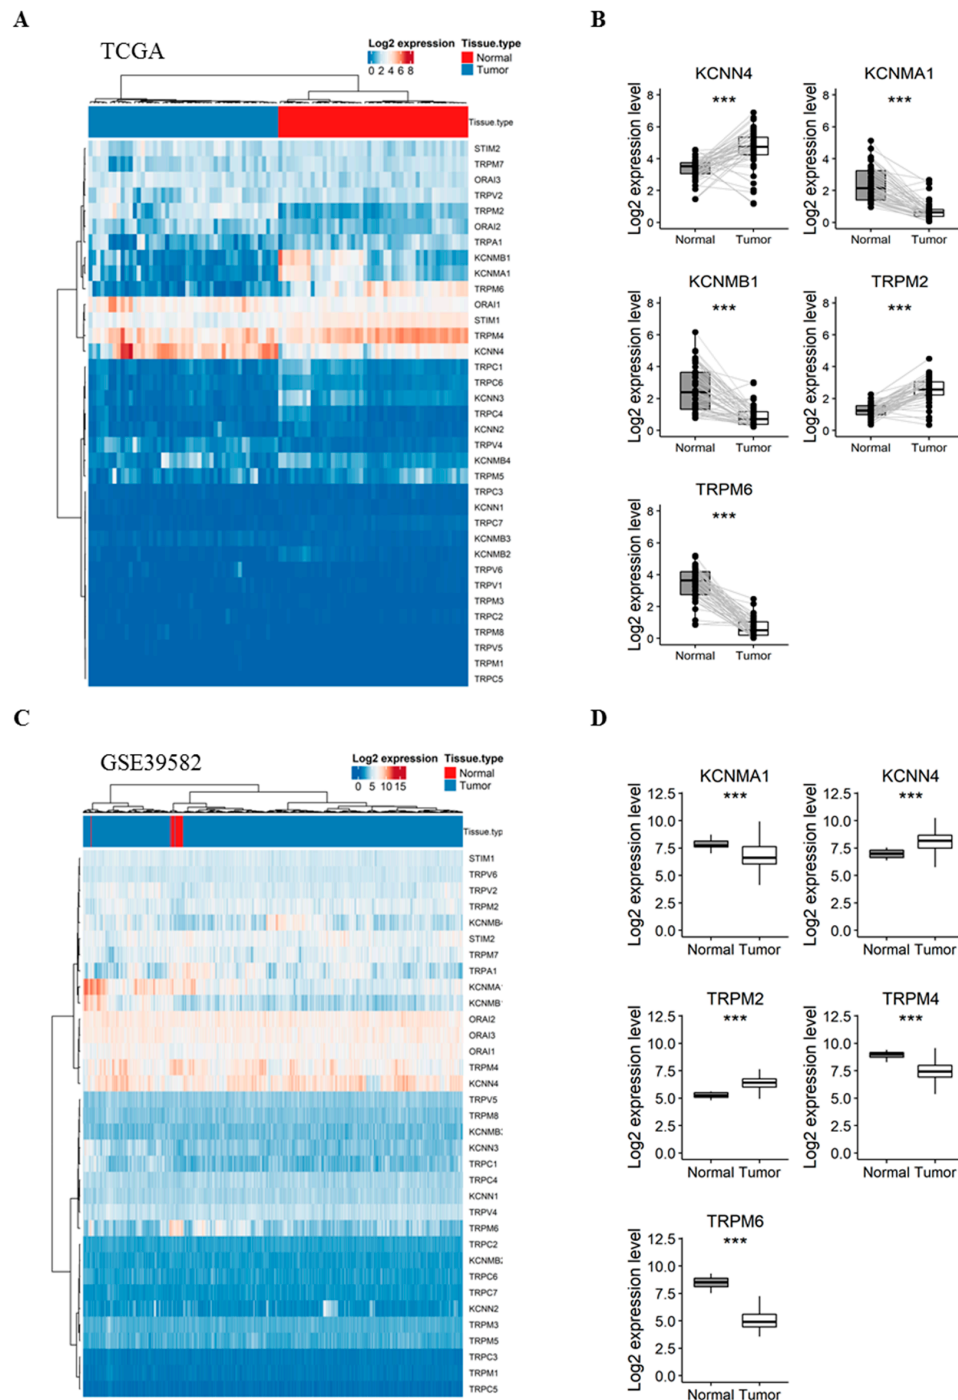 A
TCGA
Log2 expression
0 2 4 6 8
Tissue.type
Normal
Tumor
Tissue.type
STIM2
TRPM7
ORAI3
TRPV2
TRPM2
ORAI2
TRPA1
KCNMB1
KCNMA1
TRPM6
ORAI1
STIM1
TRPM4
KCNN4
TRPC1
TRPC6
KCNN3
TRPC4
KCNN2
TRPV4
KCNMB4
TRPM5
TRPC3
KCNN1
TRPC7
KCNMB3
KCNMB2
TRPV6
TRPV1
TRPM3
TRPC2
TRPM8
TRPV5
TRPM1
TRPC5
B
KCNN4
***
Log2 expression level
8
6
4
2
0
Normal Tumor
KCNMA1
***
Log2 expression level
8
6
4
2
0
Normal Tumor
KCNMB1
***
Log2 expression level
8
6
4
2
0
Normal Tumor
TRPM2
***
Log2 expression level
8
6
4
2
0
Normal Tumor
TRPM6
***
Log2 expression level
8
6
4
2
0
Normal Tumor
C
GSE39582
Log2 expression
0 5 10 15
Tissue.type
Normal
Tumor
Tissue.typ
STIM1
TRPV6
TRPV2
TRPM2
KCNMB4
STIM2
TRPM7
TRPA1
KCNMA
KCNMB
ORAI2
ORAI3
ORAI1
TRPM4
KCNN4
TRPV5
TRPM8
KCNMB3
KCNN3
TRPC1
TRPC4
KCNN1
TRPV4
TRPM6
TRPC2
KCNMB2
TRPC6
TRPC7
KCNN2
TRPM3
TRPM5
TRPC3
TRPM1
TRPC5
D
KCNMA1
***
Log2 expression level
12.5
10.0
7.5
5.0
2.5
0.0
Normal Tumor
KCNN4
***
Log2 expression level
12.5
10.0
7.5
5.0
2.5
0.0
Normal Tumor
TRPM2
***
Log2 expression level
12.5
10.0
7.5
5.0
2.5
0.0
Normal Tumor
TRPM4
***
Log2 expression level
12.5
10.0
7.5
5.0
2.5
0.0
Normal Tumor
TRPM6
***
Log2 expression level
12.5
10.0
7.5
5.0
2.5
0.0
Normal Tumor